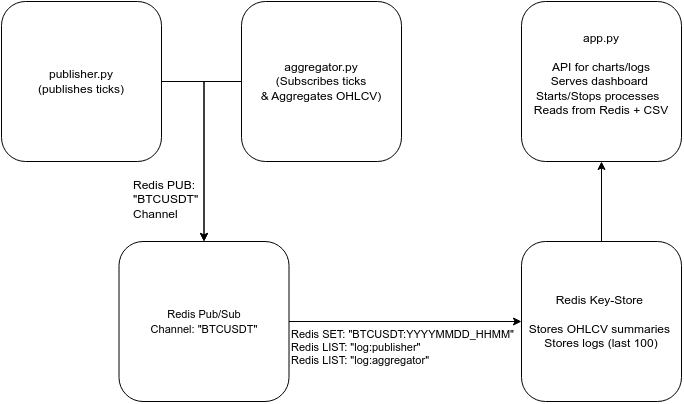 publisher.py
(publishes ticks)
aggregator.py
(Subscribes ticks
& Aggregates OHLCV)
app.py
API for charts/logs
Serves dashboard
Starts/Stops processes
Reads from Redis + CSV
Redis PUB:
"BTCUSDT"
Channel
Redis Pub/Sub
Channel: "BTCUSDT"
Redis SET: "BTCUSDT:YYYYMMDD_HHMM"
Redis LIST: "log:publisher"
Redis LIST: "log:aggregator"
Redis Key-Store
Stores OHLCV summaries
Stores logs (last 100)